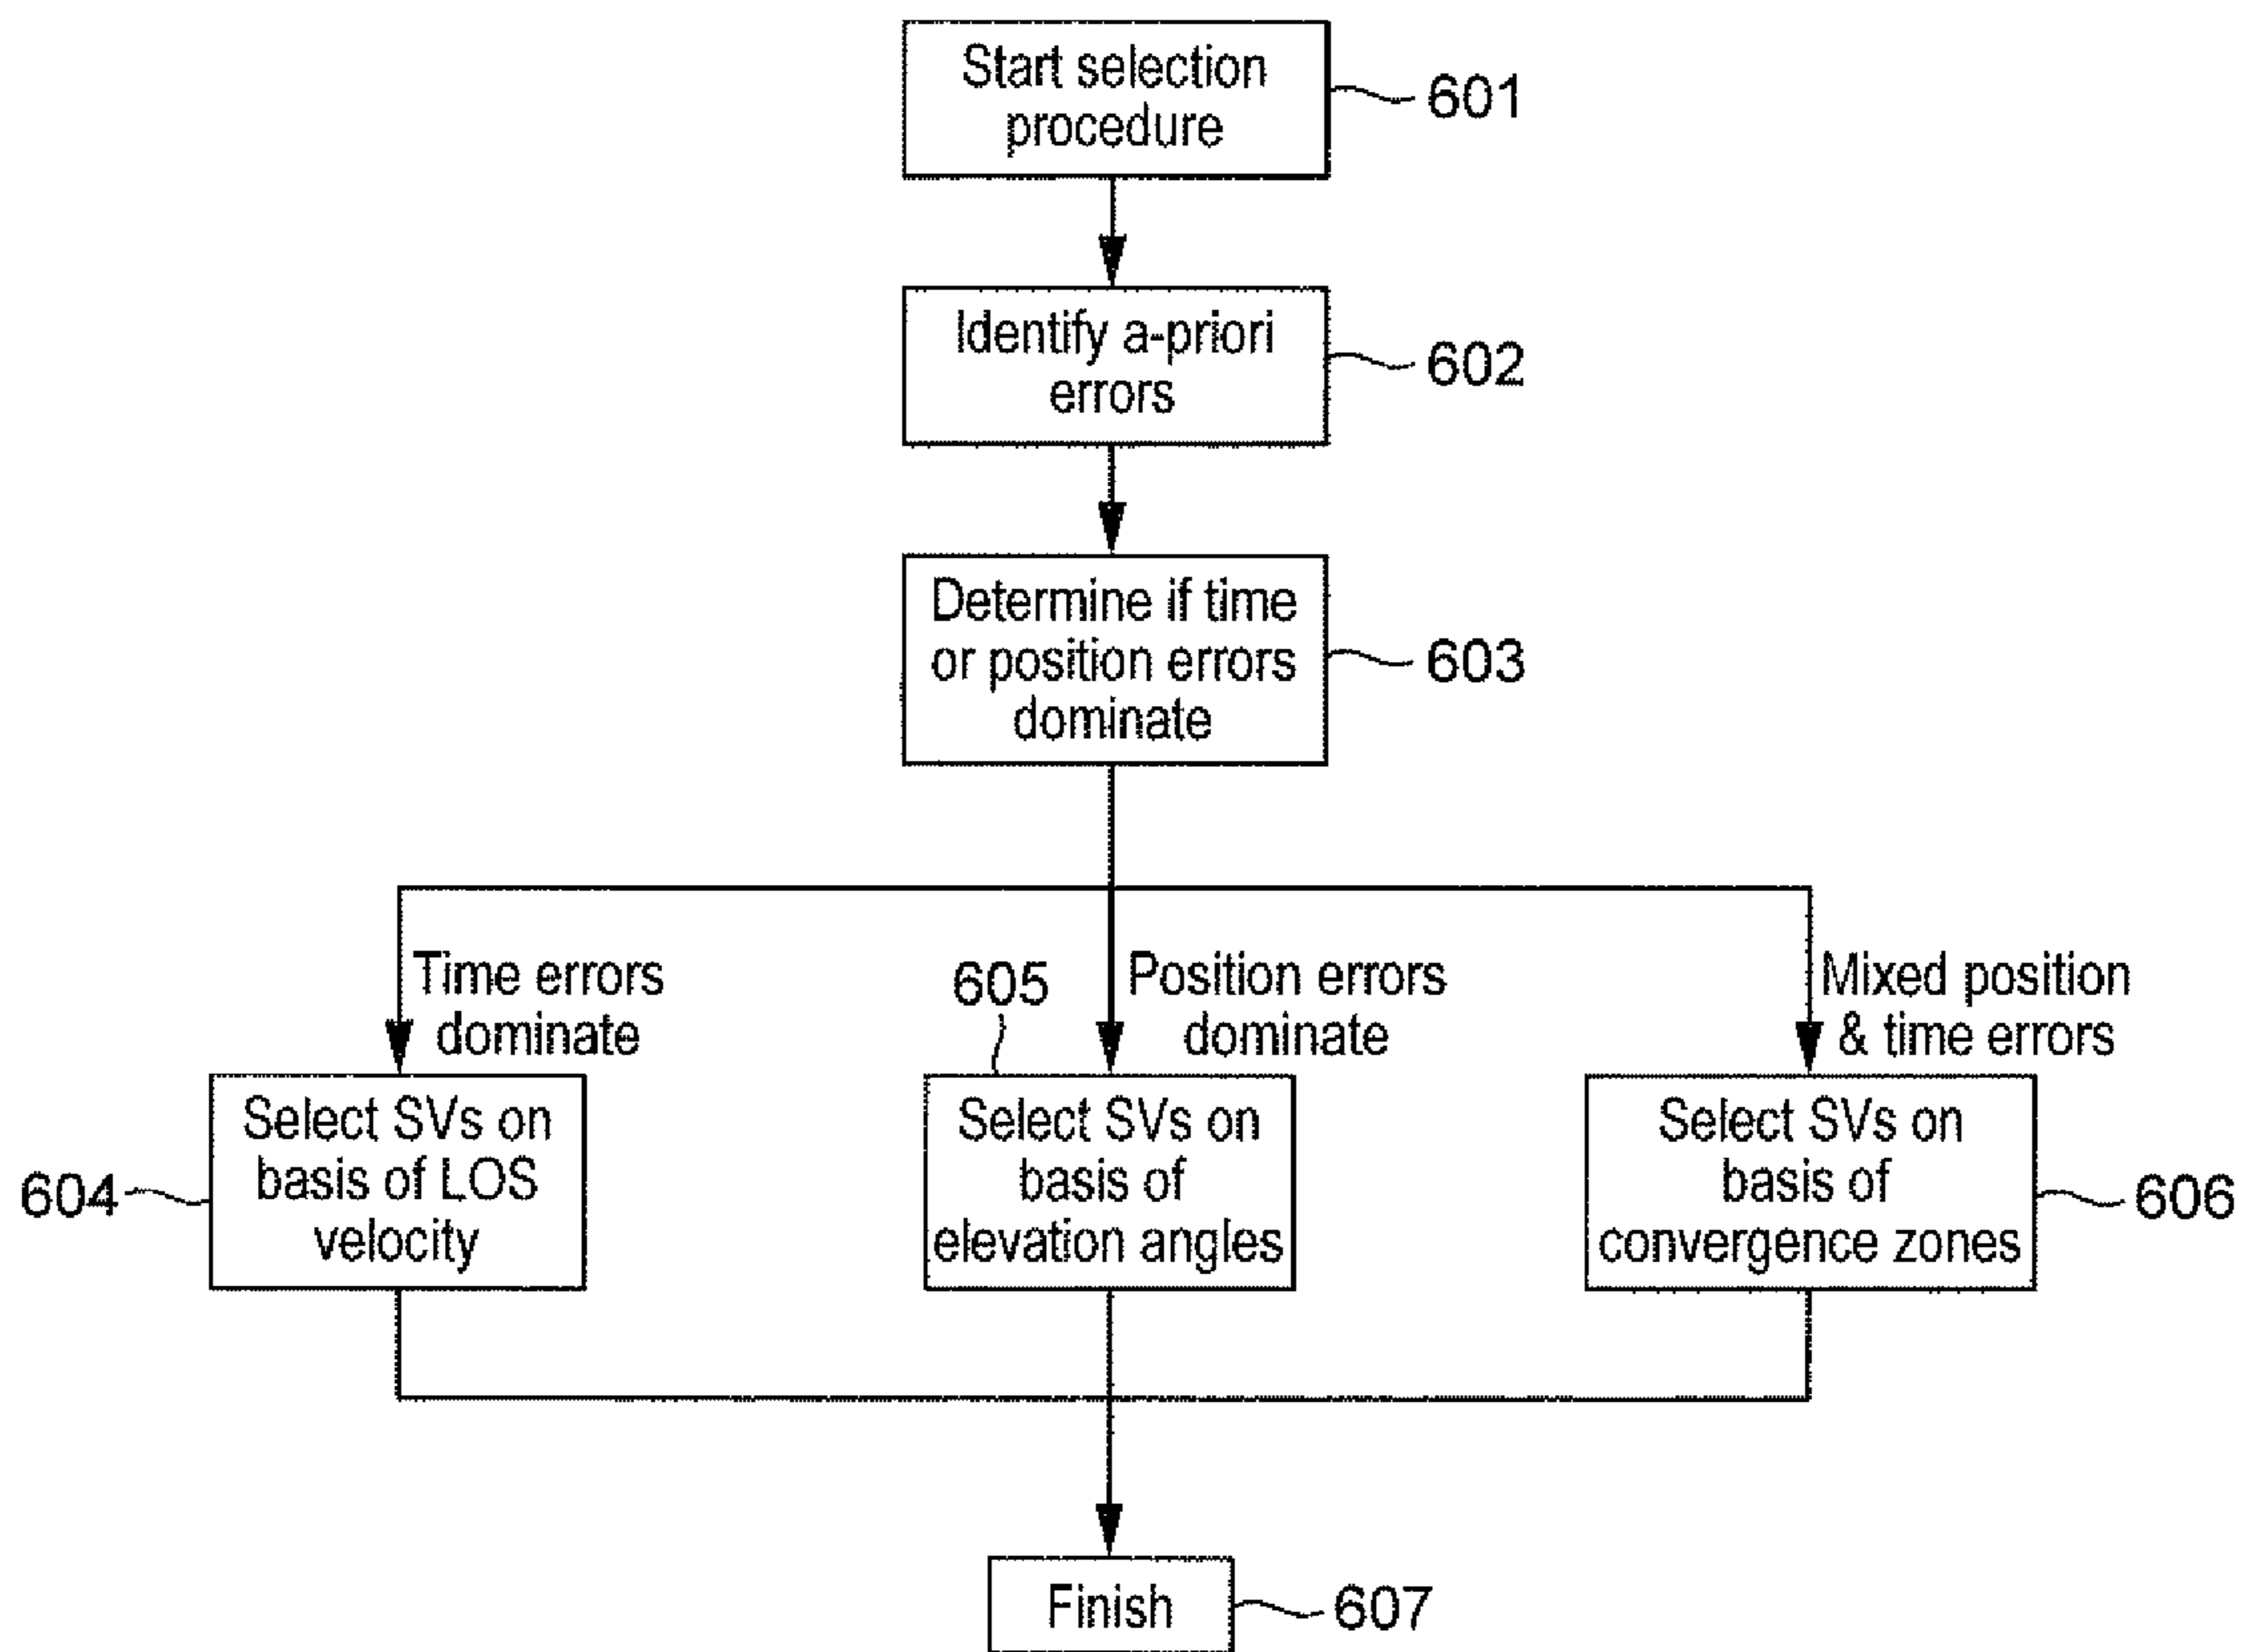 Start selection
procedure
601
Identify a-priori
errors
602
Determine if time
or position errors
dominate
603
Time errors
dominate
605
Position errors
dominate
Mixed position
& time errors
604
Select SVs on
basis of LOS
velocity
Select SVs on
basis of
elevation angles
Select SVs on
basis of
convergence zones
606
Finish
607